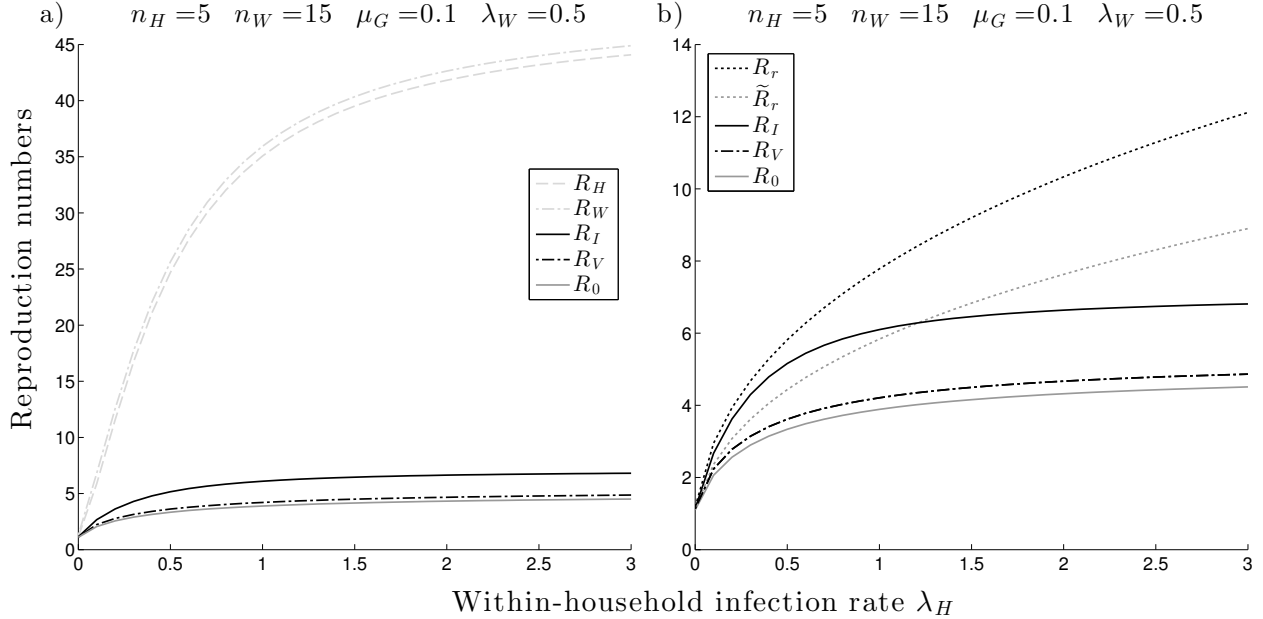 a) n_H =5 n_W =15 μ_G =0.1 λ_W =0.5
b) n_H =5 n_W =15 μ_G =0.1 λ_W =0.5
Reproduction numbers
45
40
35
30
25
20
15
10
5
0
0 0.5 1 1.5 2 2.5 3
R_H
R_W
R_I
R_V
R_0
14
12
10
8
6
4
2
0
0 0.5 1 1.5 2 2.5 3
R_r
R̃_r
R_I
R_V
R_0
Within-household infection rate λ_H